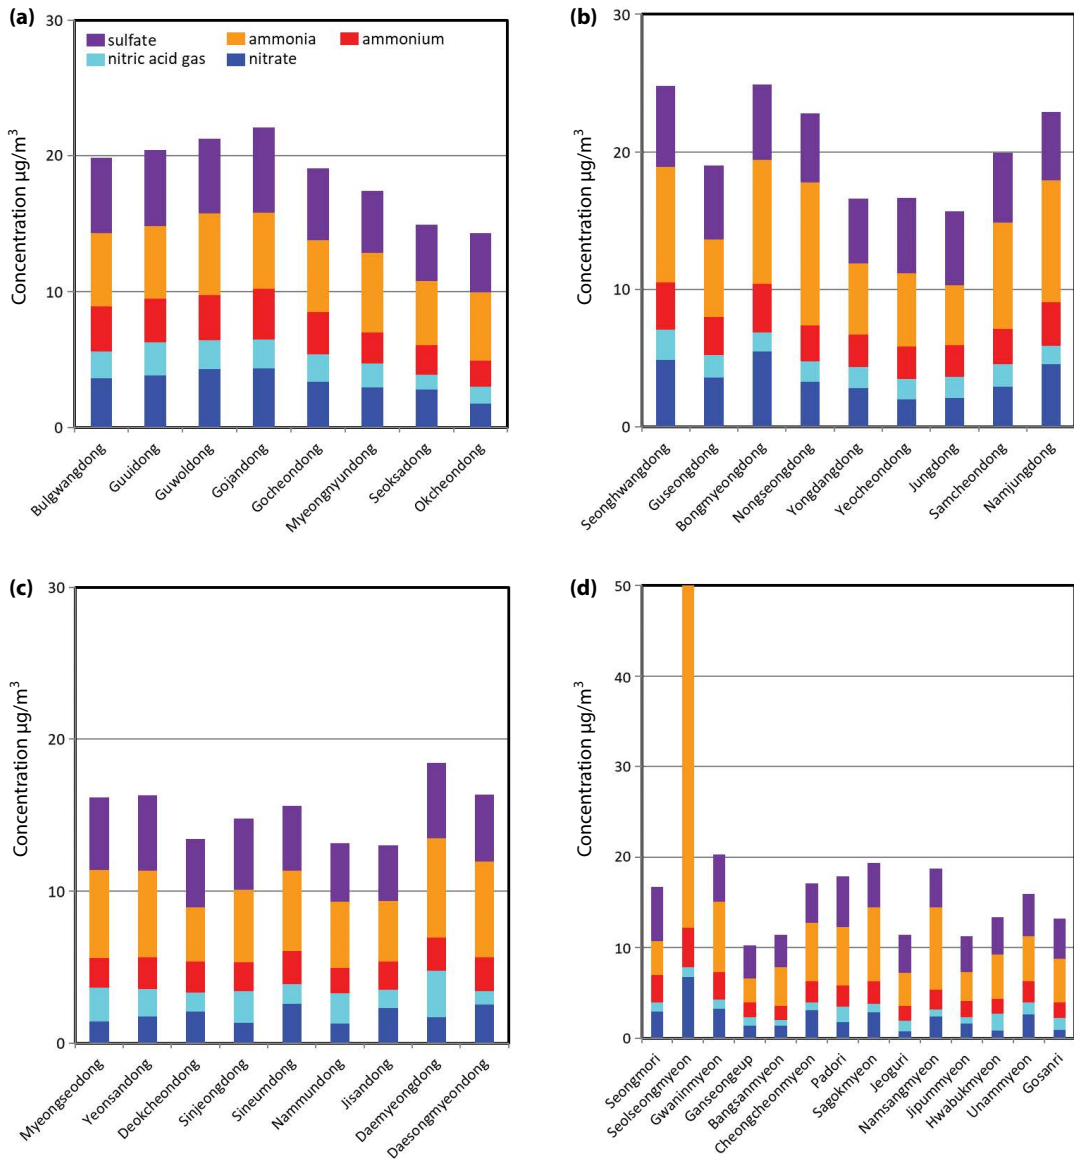 (a)
30
20
10
0
Concentration µg/m³
sulfate ammonia ammonium
nitric acid gas nitrate
Bulgwangdong
Guuidong
Guwoldong
Gojandong
Gocheondong
Myeongnyundong
Seoksadong
Okcheondong
(b)
30
20
10
0
Concentration µg/m³
Seonghwangdong
Guseongdong
Bongmyeongdong
Nongseongdong
Yongdangdong
Yeocheondong
Jungdong
Samcheondong
Namjungdong
(c)
30
20
10
0
Concentration µg/m³
Myeongseodong
Yeonsandong
Deokcheondong
Sinjeongdong
Sineumdong
Nammundong
Jisandong
Daemyeongdong
Daesongmyeondong
(d)
50
40
30
20
10
0
Concentration µg/m³
Seongmori
Seolseongmyeon
Gwaninmyeon
Ganseongeup
Bangsanmyeon
Cheongcheonmyeon
Padori
Sagokmyeon
Jeoguri
Namsangmyeon
Jipummyeon
Hwabukmyeon
Unammyeon
Gosanri